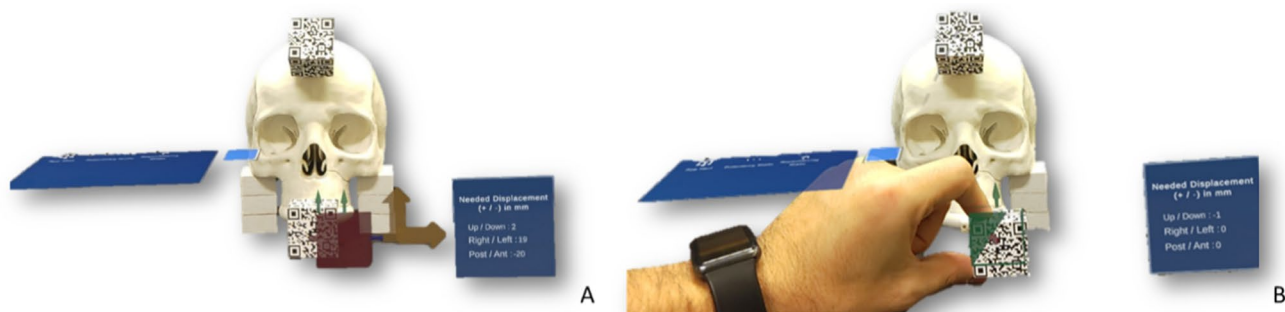 Needed Displacement
(+ / -) in mm
Up / Down : 2
Right / Left : 19
Post / Ant : -20
A
Needed Displacement
(+ / -) in mm
Up / Down : -1
Right / Left : 0
Post / Ant : 0
B